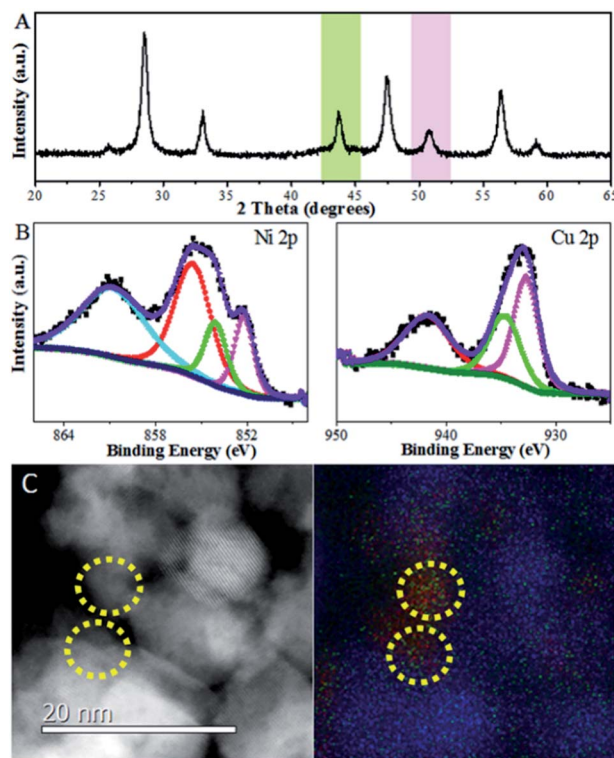 A
Intensity (a.u.)
20 25 30 35 40 45 50 55 60 65
2 Theta (degrees)
B
Ni 2p
Intensity (a.u.)
864 858 852
Binding Energy (eV)
Cu 2p
Intensity (a.u.)
950 940 930
Binding Energy (eV)
C
20 nm